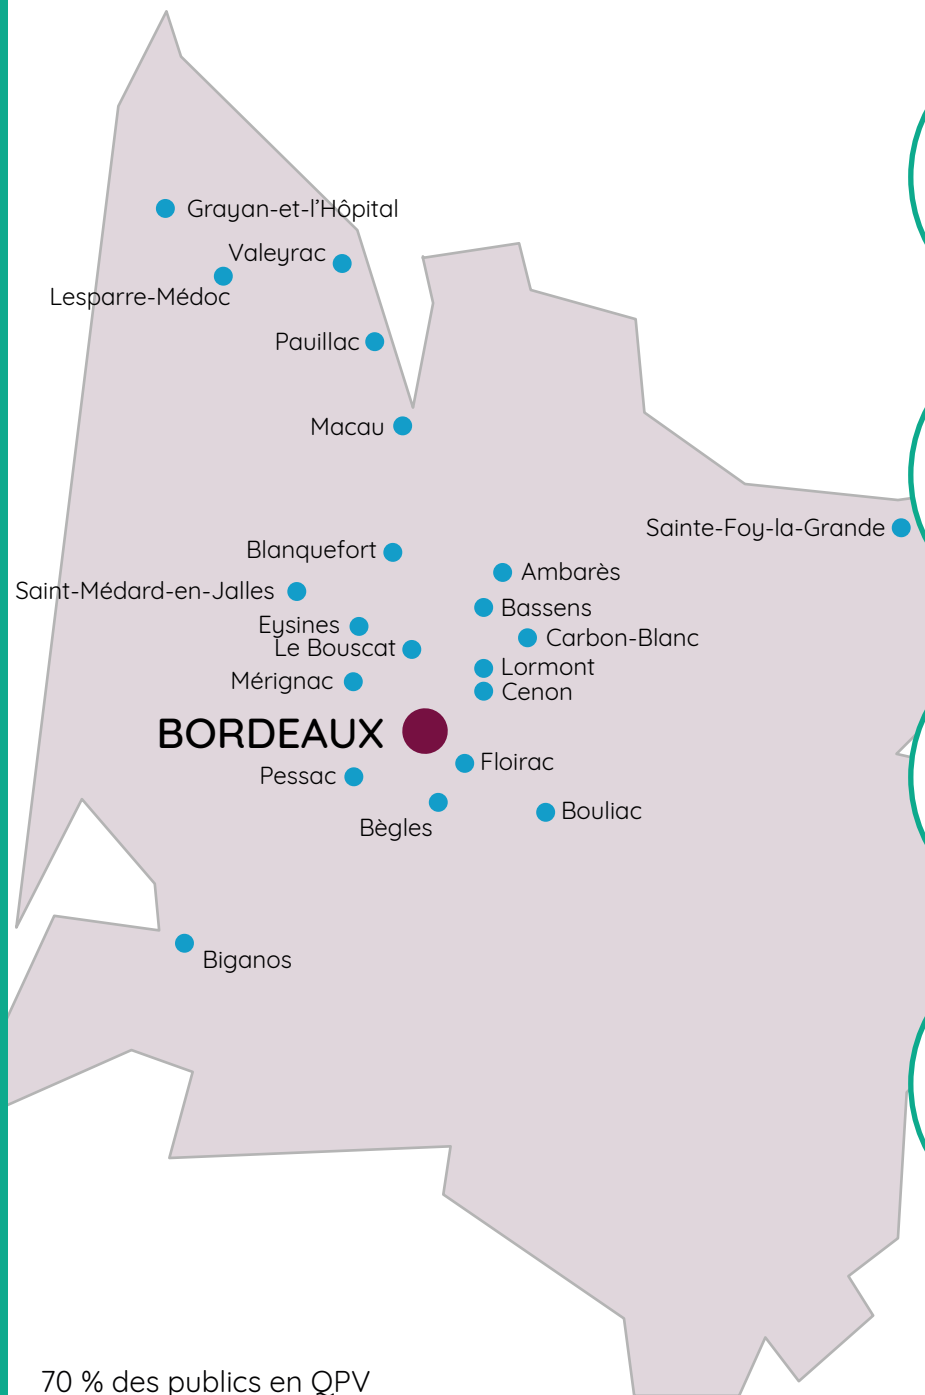 Grayan-et-l’Hôpital
Valeyrac
Lesparre-Médoc
Pauillac
Macau
Sainte-Foy-la-Grande
Blanquefort
Ambarès
Saint-Médard-en-Jalles
Bassens
Eysines
Carbon-Blanc
Le Bouscat
Lormont
Mérignac
Cenon
BORDEAUX
Floirac
Pessac
Bouliac
Bègles
Biganos
70 % des publics en QPV